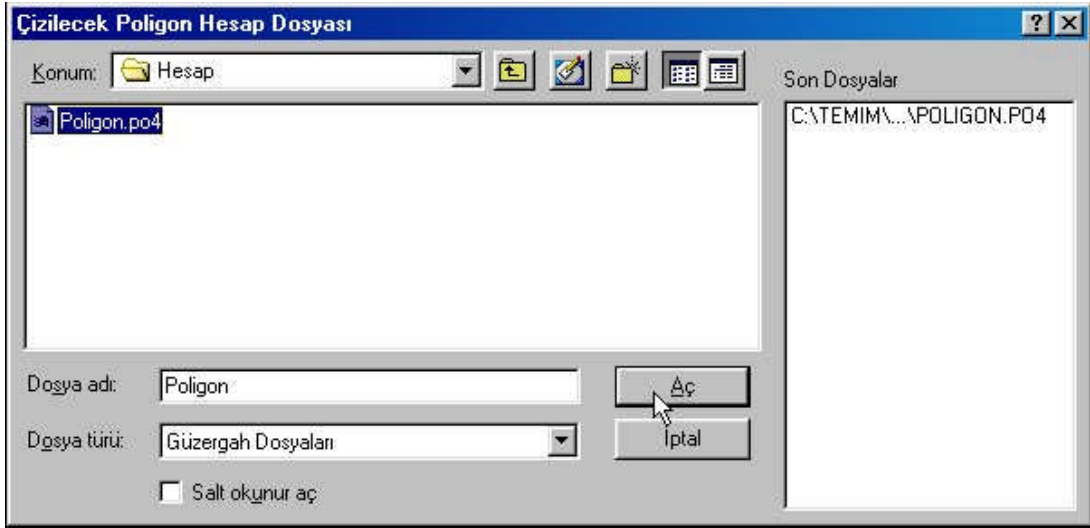 Çizilecek Poligon Hesap Dosyası
Konum: Hesap
Son Dosyalar
Poligon.po4
C:\TEMIM\...\POLIGON.PO4
Dosya adı: Poligon
Aç
Dosya türü: Güzergah Dosyaları
İptal
Salt okunur aç